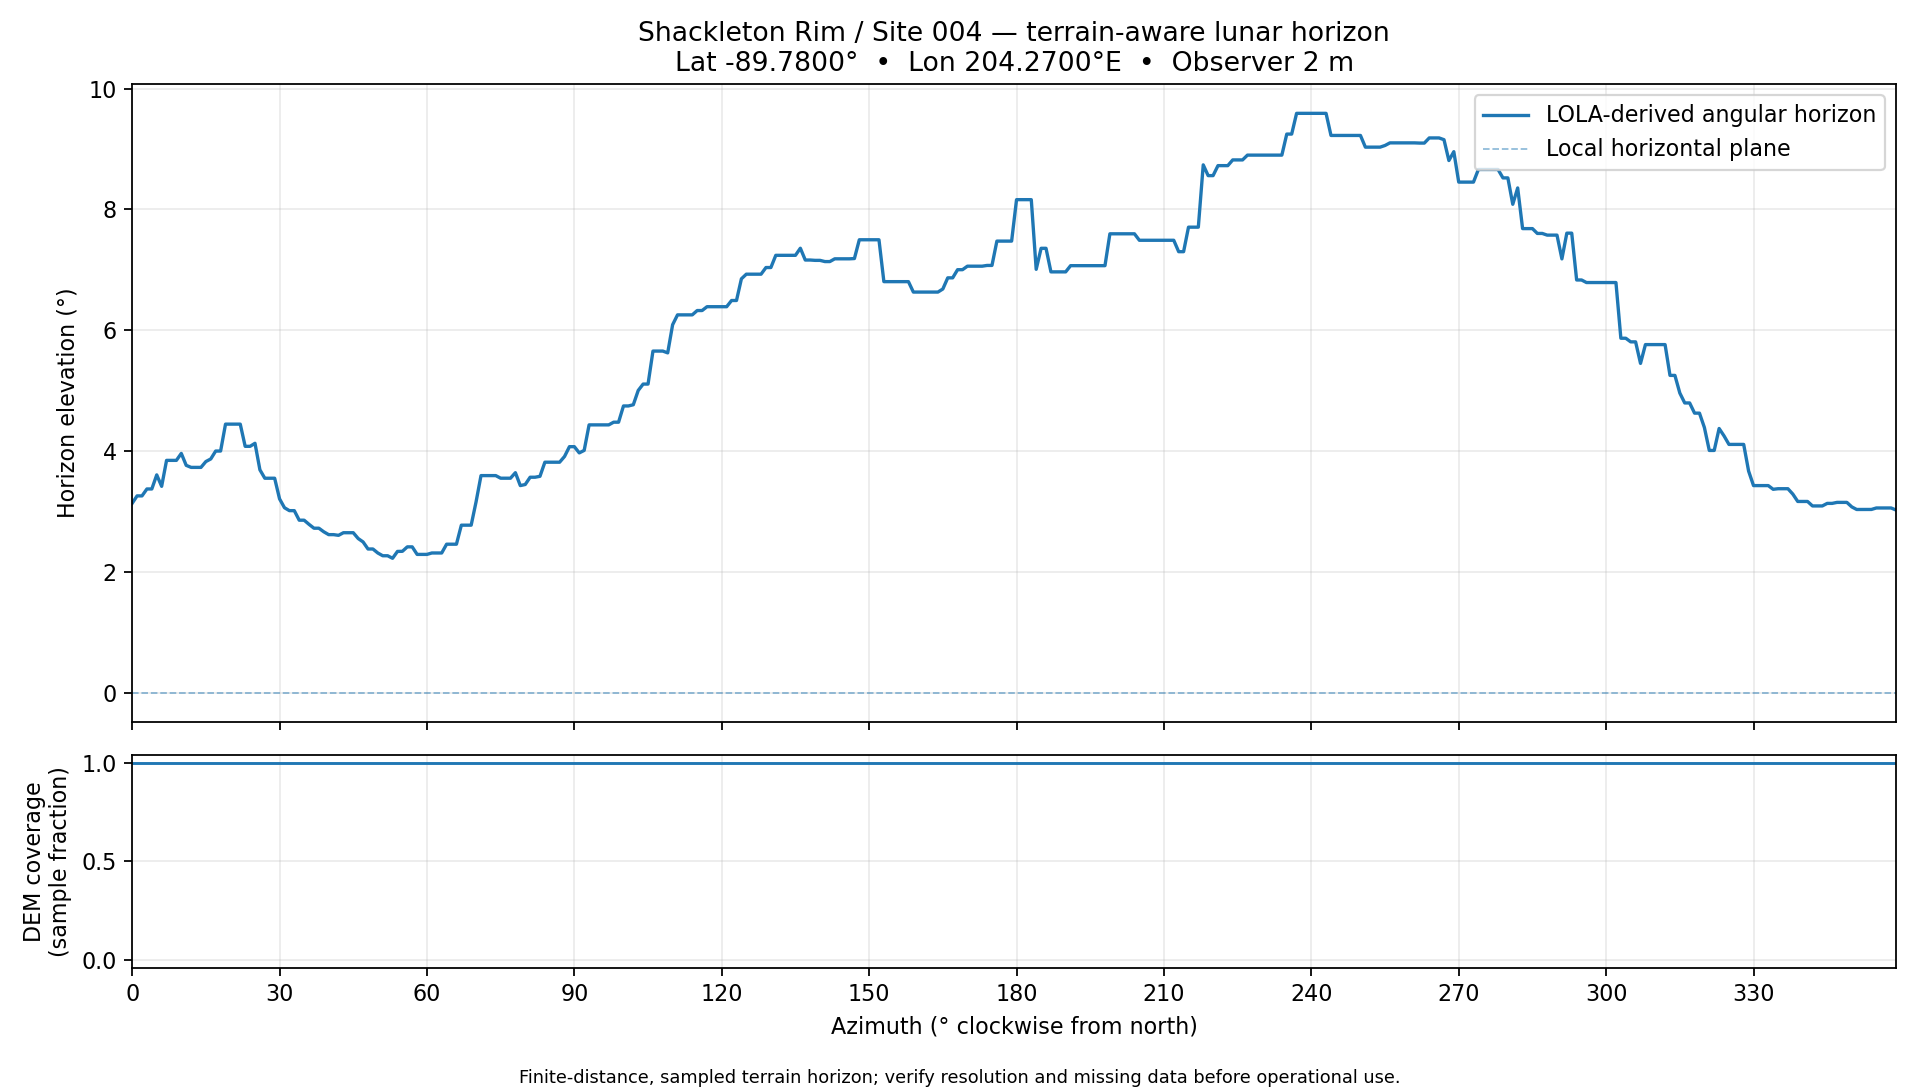 Shackleton Rim / Site 004 — terrain-aware lunar horizon
Lat -89.7800° • Lon 204.2700°E • Observer 2 m
LOLA-derived angular horizon
Local horizontal plane
Horizon elevation (°)
10
8
6
4
2
0
DEM coverage
(sample fraction)
1.0
0.5
0.0
0
30
60
90
120
150
180
210
240
270
300
330
Azimuth (° clockwise from north)
Finite-distance, sampled terrain horizon; verify resolution and missing data before operational use.